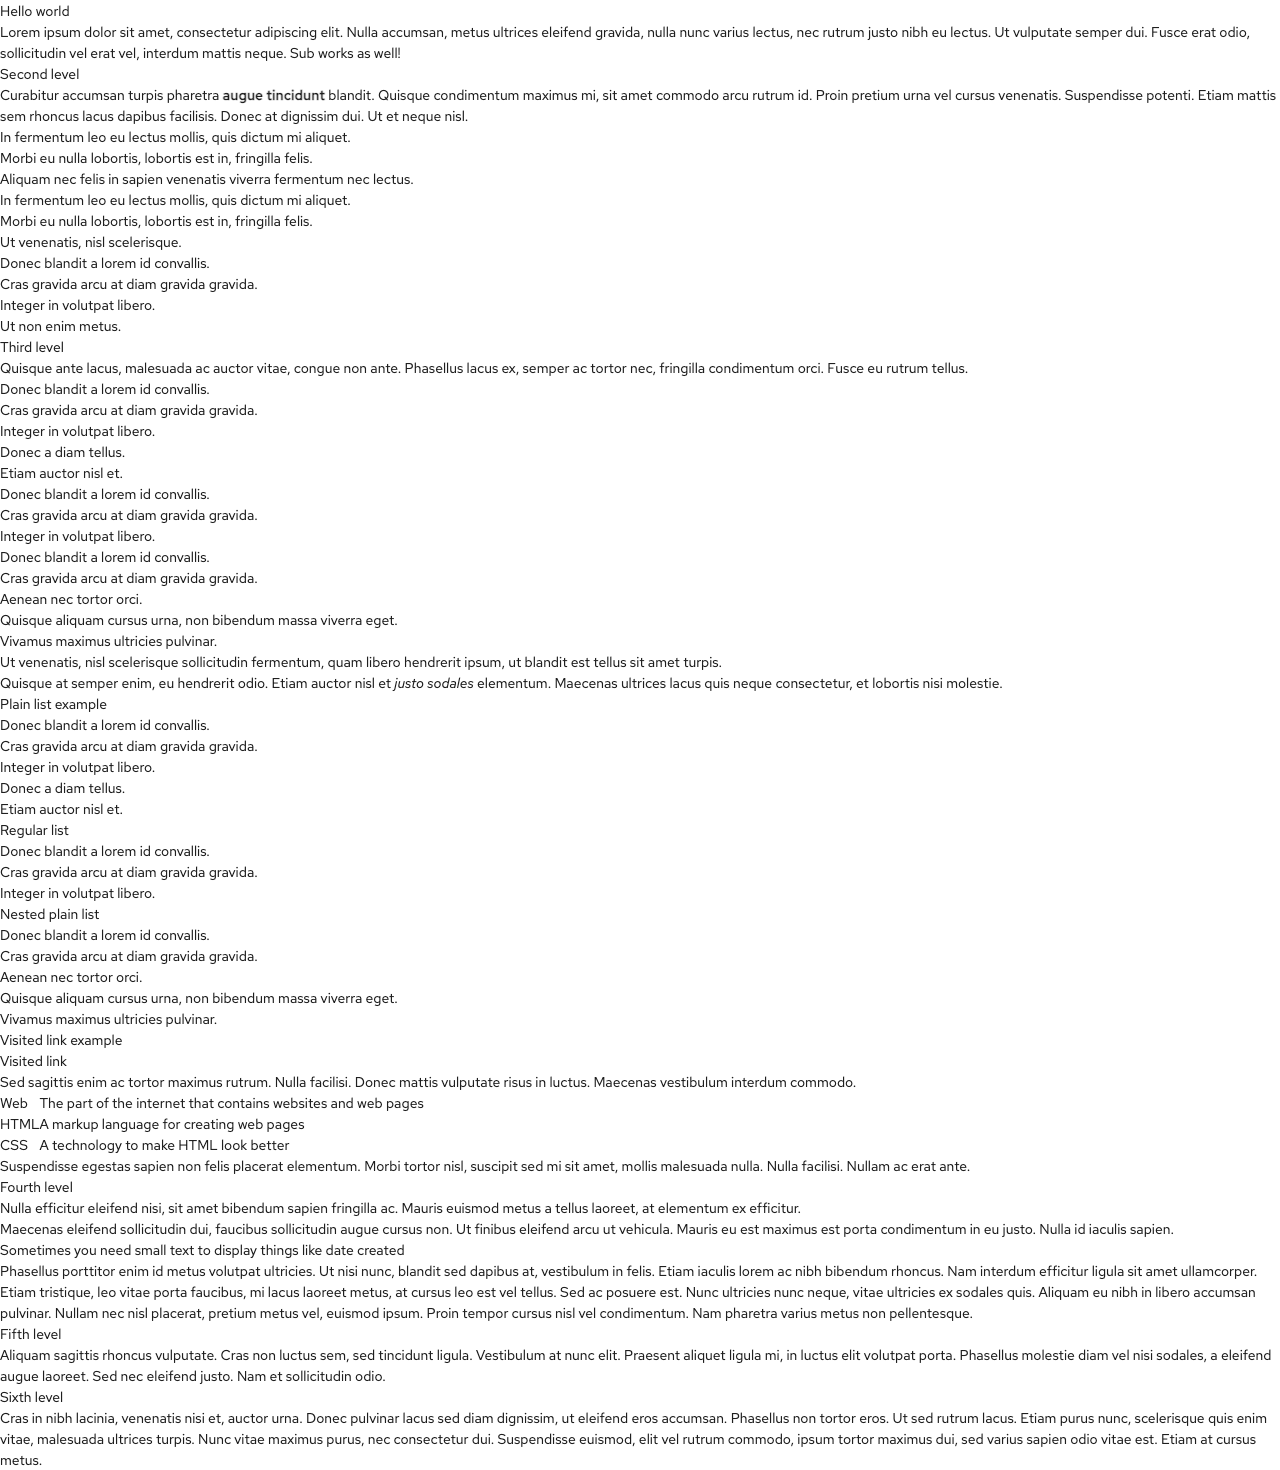 Hello world
Lorem ipsum dolor sit amet, consectetur adipiscing elit. Nulla accumsan, metus ultrices eleifend gravida, nulla nunc varius lectus, nec rutrum justo nibh eu lectus. Ut vulputate semper dui. Fusce erat odio,
sollicitudin vel erat vel, interdum mattis neque. Sub works as well!
Second level
Curabitur accumsan turpis pharetra augue tincidunt blandit. Quisque condimentum maximus mi, sit amet commodo arcu rutrum id. Proin pretium urna vel cursus venenatis. Suspendisse potenti. Etiam mattis
sem rhoncus lacus dapibus facilisis. Donec at dignissim dui. Ut et neque nisl.
In fermentum leo eu lectus mollis, quis dictum mi aliquet.
Morbi eu nulla lobortis, lobortis est in, fringilla felis.
Aliquam nec felis in sapien venenatis viverra fermentum nec lectus.
In fermentum leo eu lectus mollis, quis dictum mi aliquet.
Morbi eu nulla lobortis, lobortis est in, fringilla felis.
Ut venenatis, nisl scelerisque.
Donec blandit a lorem id convallis.
Cras gravida arcu at diam gravida gravida.
Integer in volutpat libero.
Ut non enim metus.
Third level
Quisque ante lacus, malesuada ac auctor vitae, congue non ante. Phasellus lacus ex, semper ac tortor nec, fringilla condimentum orci. Fusce eu rutrum tellus.
Donec blandit a lorem id convallis.
Cras gravida arcu at diam gravida gravida.
Integer in volutpat libero.
Donec a diam tellus.
Etiam auctor nisl et.
Donec blandit a lorem id convallis.
Cras gravida arcu at diam gravida gravida.
Integer in volutpat libero.
Donec blandit a lorem id convallis.
Cras gravida arcu at diam gravida gravida.
Aenean nec tortor orci.
Quisque aliquam cursus urna, non bibendum massa viverra eget.
Vivamus maximus ultricies pulvinar.
Ut venenatis, nisl scelerisque sollicitudin fermentum, quam libero hendrerit ipsum, ut blandit est tellus sit amet turpis.
Quisque at semper enim, eu hendrerit odio. Etiam auctor nisl et justo sodales elementum. Maecenas ultrices lacus quis neque consectetur, et lobortis nisi molestie.
Plain list example
Donec blandit a lorem id convallis.
Cras gravida arcu at diam gravida gravida.
Integer in volutpat libero.
Donec a diam tellus.
Etiam auctor nisl et.
Regular list
Donec blandit a lorem id convallis.
Cras gravida arcu at diam gravida gravida.
Integer in volutpat libero.
Nested plain list
Donec blandit a lorem id convallis.
Cras gravida arcu at diam gravida gravida.
Aenean nec tortor orci.
Quisque aliquam cursus urna, non bibendum massa viverra eget.
Vivamus maximus ultricies pulvinar.
Visited link example
Visited link
Sed sagittis enim ac tortor maximus rutrum. Nulla facilisi. Donec mattis vulputate risus in luctus. Maecenas vestibulum interdum commodo.
Web The part of the internet that contains websites and web pages
HTMLA markup language for creating web pages
CSS A technology to make HTML look better
Suspendisse egestas sapien non felis placerat elementum. Morbi tortor nisl, suscipit sed mi sit amet, mollis malesuada nulla. Nulla facilisi. Nullam ac erat ante.
Fourth level
Nulla efficitur eleifend nisi, sit amet bibendum sapien fringilla ac. Mauris euismod metus a tellus laoreet, at elementum ex efficitur.
Maecenas eleifend sollicitudin dui, faucibus sollicitudin augue cursus non. Ut finibus eleifend arcu ut vehicula. Mauris eu est maximus est porta condimentum in eu justo. Nulla id iaculis sapien.
Sometimes you need small text to display things like date created
Phasellus porttitor enim id metus volutpat ultricies. Ut nisi nunc, blandit sed dapibus at, vestibulum in felis. Etiam iaculis lorem ac nibh bibendum rhoncus. Nam interdum efficitur ligula sit amet ullamcorper.
Etiam tristique, leo vitae porta faucibus, mi lacus laoreet metus, at cursus leo est vel tellus. Sed ac posuere est. Nunc ultricies nunc neque, vitae ultricies ex sodales quis. Aliquam eu nibh in libero accumsan
pulvinar. Nullam nec nisl placerat, pretium metus vel, euismod ipsum. Proin tempor cursus nisl vel condimentum. Nam pharetra varius metus non pellentesque.
Fifth level
Aliquam sagittis rhoncus vulputate. Cras non luctus sem, sed tincidunt ligula. Vestibulum at nunc elit. Praesent aliquet ligula mi, in luctus elit volutpat porta. Phasellus molestie diam vel nisi sodales, a eleifend
augue laoreet. Sed nec eleifend justo. Nam et sollicitudin odio.
Sixth level
Cras in nibh lacinia, venenatis nisi et, auctor urna. Donec pulvinar lacus sed diam dignissim, ut eleifend eros accumsan. Phasellus non tortor eros. Ut sed rutrum lacus. Etiam purus nunc, scelerisque quis enim
vitae, malesuada ultrices turpis. Nunc vitae maximus purus, nec consectetur dui. Suspendisse euismod, elit vel rutrum commodo, ipsum tortor maximus dui, sed varius sapien odio vitae est. Etiam at cursus
metus.